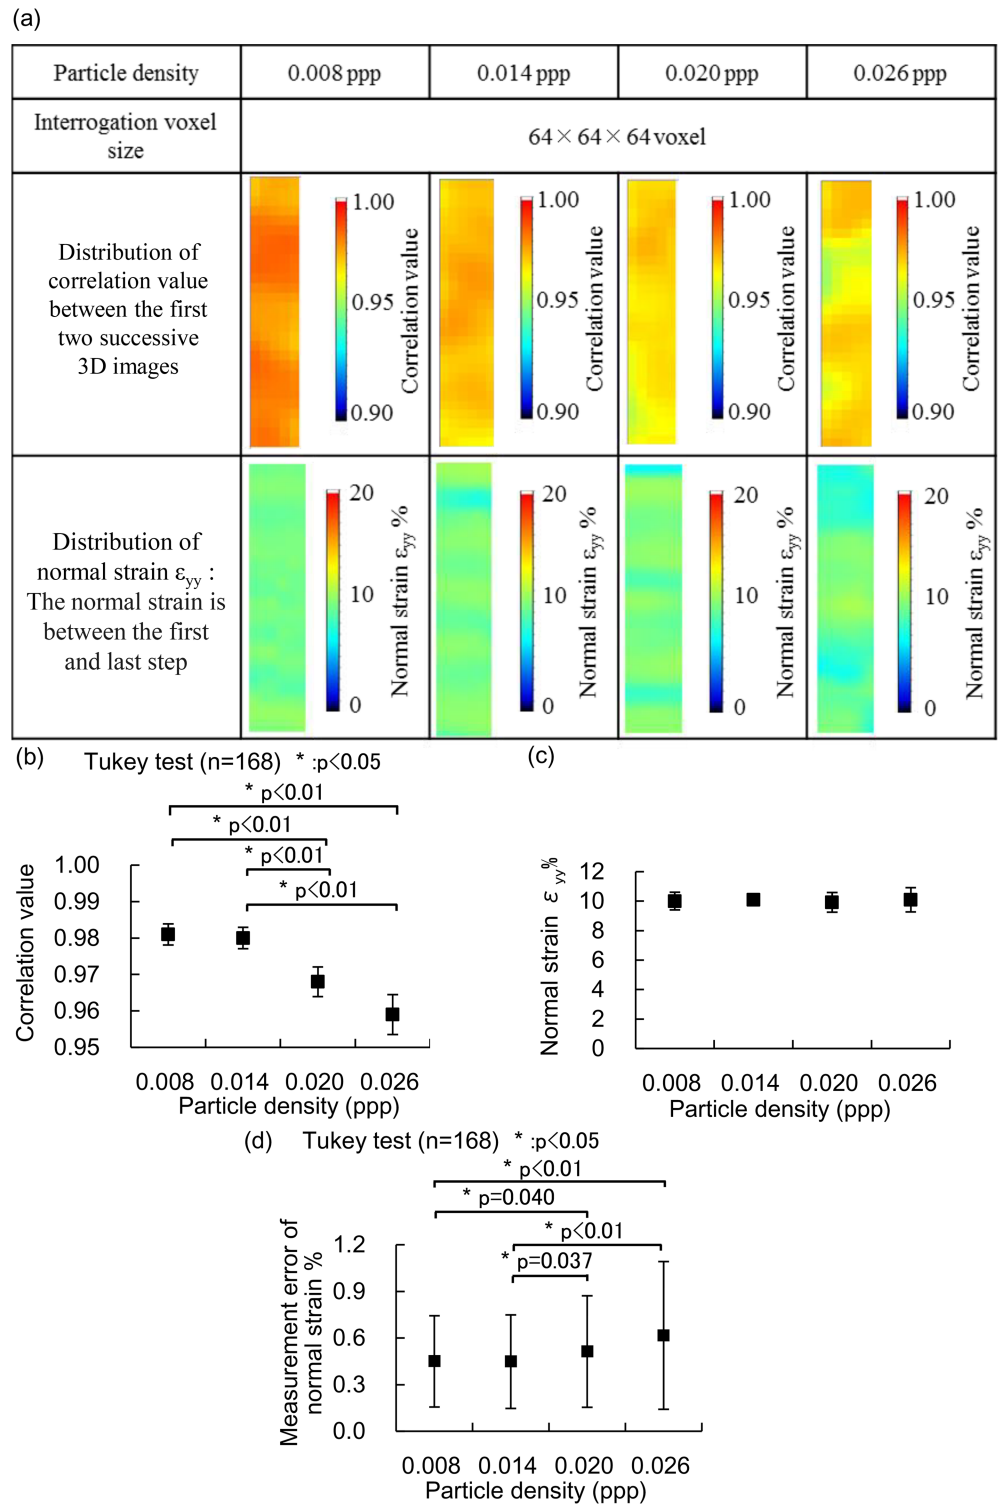 (a)
Particle density
0.008 ppp
0.014 ppp
0.020 ppp
0.026 ppp
Interrogation voxel
size
64×64×64 voxel
Distribution of
correlation value
between the first
two successive
3D images
1.00
0.95
0.90
Correlation value
1.00
0.95
0.90
Correlation value
1.00
0.95
0.90
Correlation value
1.00
0.95
0.90
Correlation value
Distribution of
normal strain εyy :
The normal strain is
between the first
and last step
20
10
0
Normal strain εyy %
20
10
0
Normal strain εyy %
20
10
0
Normal strain εyy %
20
10
0
Normal strain εyy %
(b)
Tukey test (n=168) * :p<0.05
* p<0.01
* p<0.01
* p<0.01
* p<0.01
Correlation value
1.00
0.99
0.98
0.97
0.96
0.95
0.008 0.014 0.020 0.026
Particle density (ppp)
(c)
Normal strain ε yy%
12
10
8
6
4
2
0
0.008 0.014 0.020 0.026
Particle density (ppp)
(d)
Tukey test (n=168) * :p<0.05
* p<0.01
* p=0.040
* p<0.01
* p=0.037
Measurement error of
normal strain %
1.2
0.9
0.6
0.3
0.0
0.008 0.014 0.020 0.026
Particle density (ppp)